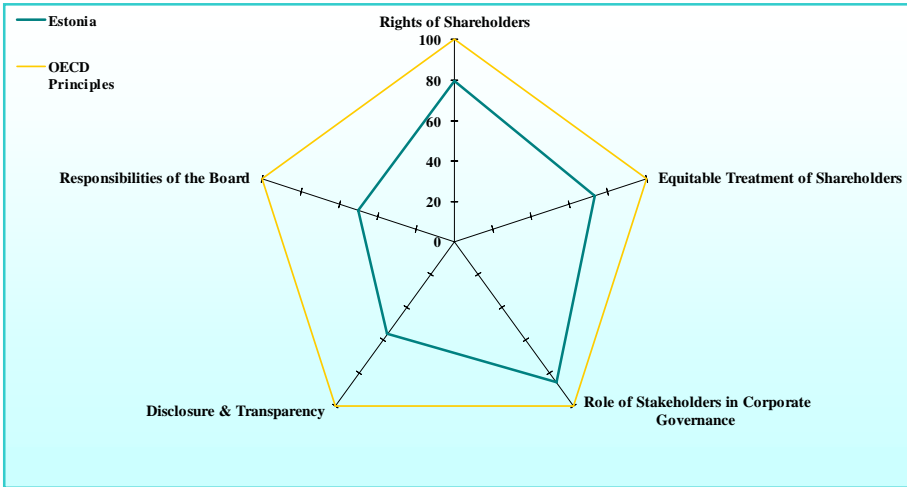 Estonia
OECD
Principles
Rights of Shareholders
100
80
60
40
20
0
Equitable Treatment of Shareholders
Role of Stakeholders in Corporate
Governance
Disclosure & Transparency
Responsibilities of the Board